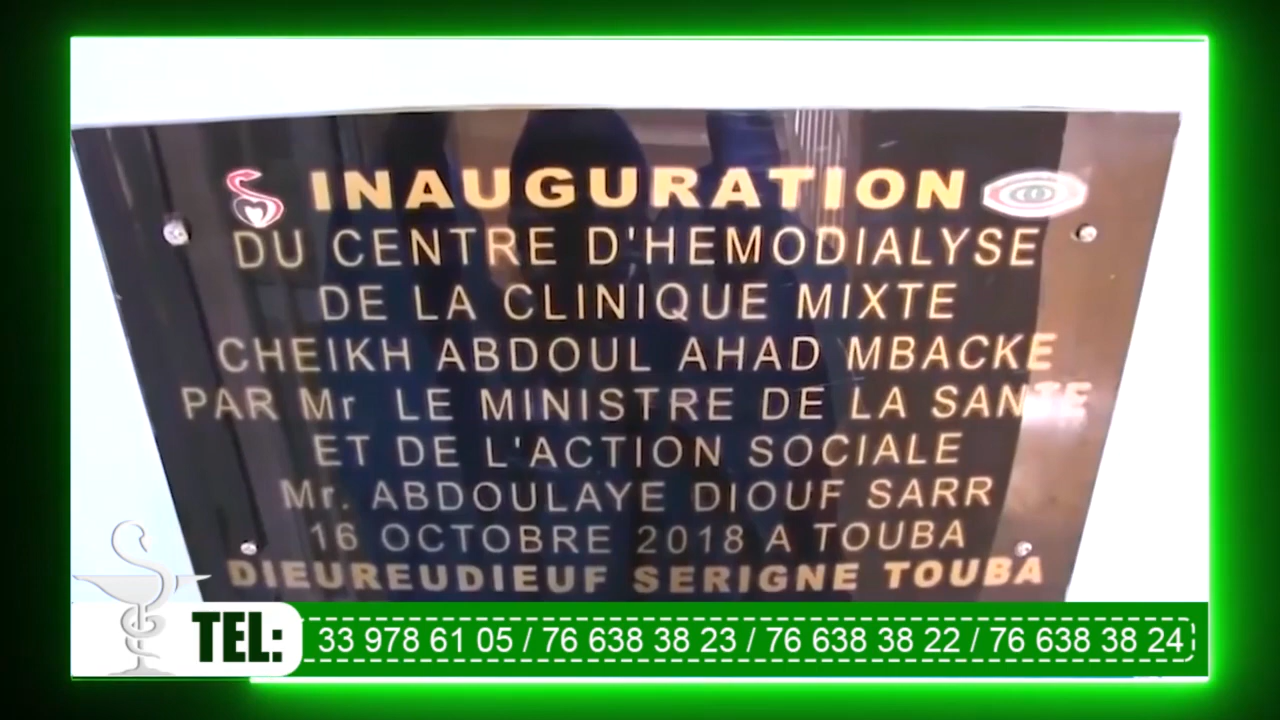 INAUGURATION
DU CENTRE D'HEMODIALYSE
DE LA CLINIQUE MIXTE
CHEIKH ABDOUL AHAD MBACKE
PAR Mr LE MINISTRE DE LA SANTE
ET DE L'ACTION SOCIALE
Mr. ABDOULAYE DIOUF SARR
16 OCTOBRE 2018 A TOUBA
DIEUREUDIEUF SERIGNE TOUBA
TEL: 33 978 61 05 / 76 638 38 23 / 76 638 38 22 / 76 638 38 24